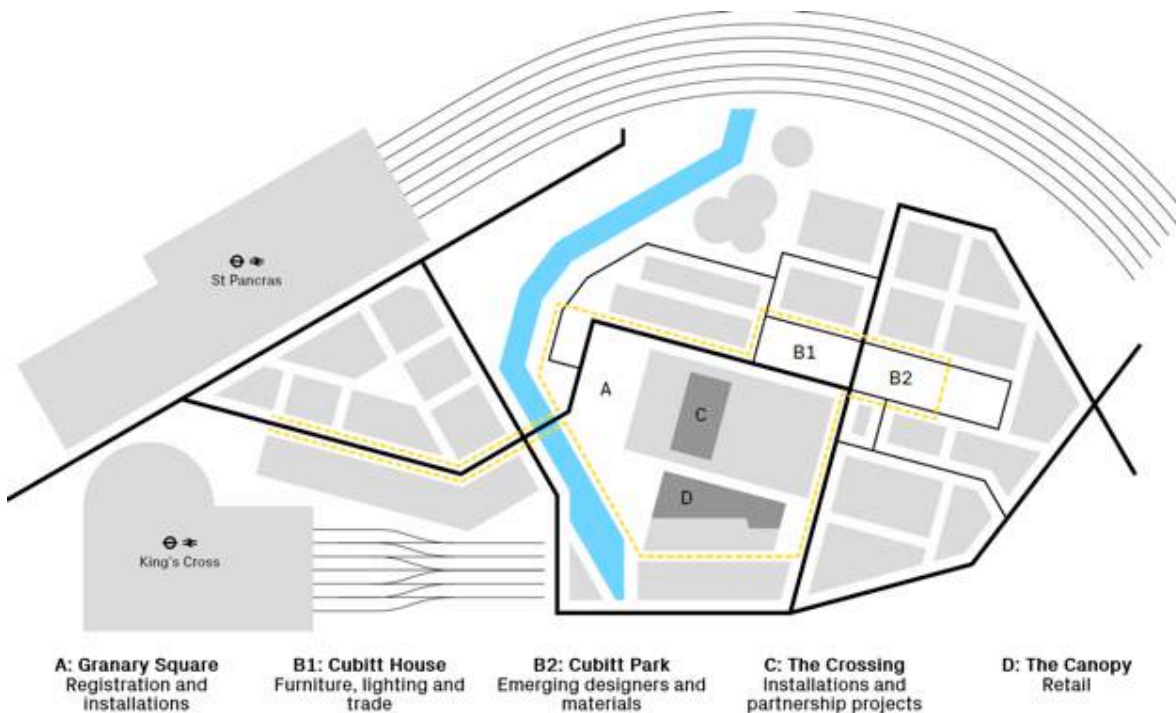 St Pancras
B1
B2
A
C
D
King's Cross
A: Granary Square
Registration and
installations
B1: Cubitt House
Furniture, lighting and
trade
B2: Cubitt Park
Emerging designers and
materials
C: The Crossing
Installations and
partnership projects
D: The Canopy
Retail